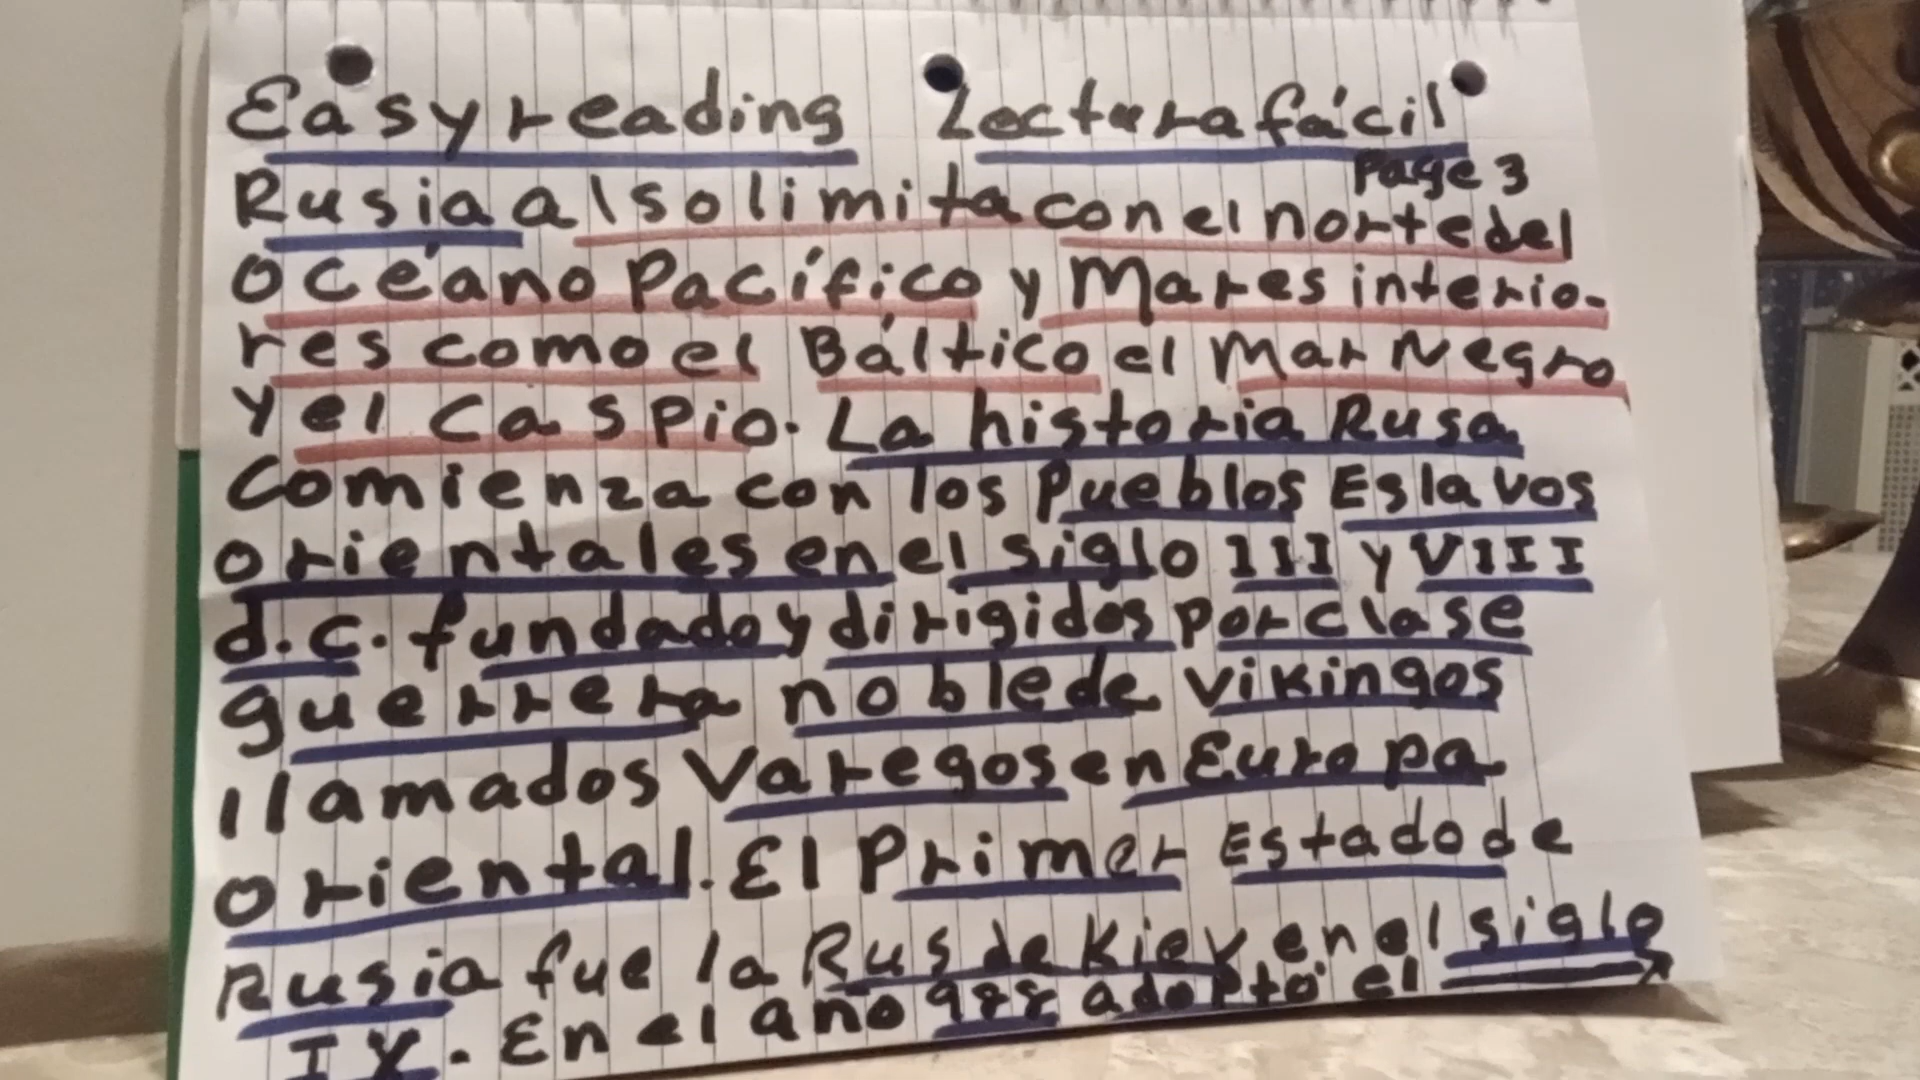 Easy reading Lectura fácil
Page 3
Rusia also limita con el norte del
Océano Pacífico y Mares interio-
res como el Báltico el Mar Negro
y el Caspio. La historia Rusa
Comienza con los Pueblos Eslavos
orientales en el siglo III y VIII
d.C. fundado y dirigidos por clase
guerrera noble de vikingos
llamados Varegos en Europa
oriental. El Primer Estado de
Rusia fue la Rus de Kiev en el siglo
IX. En el año 988 adoptó el